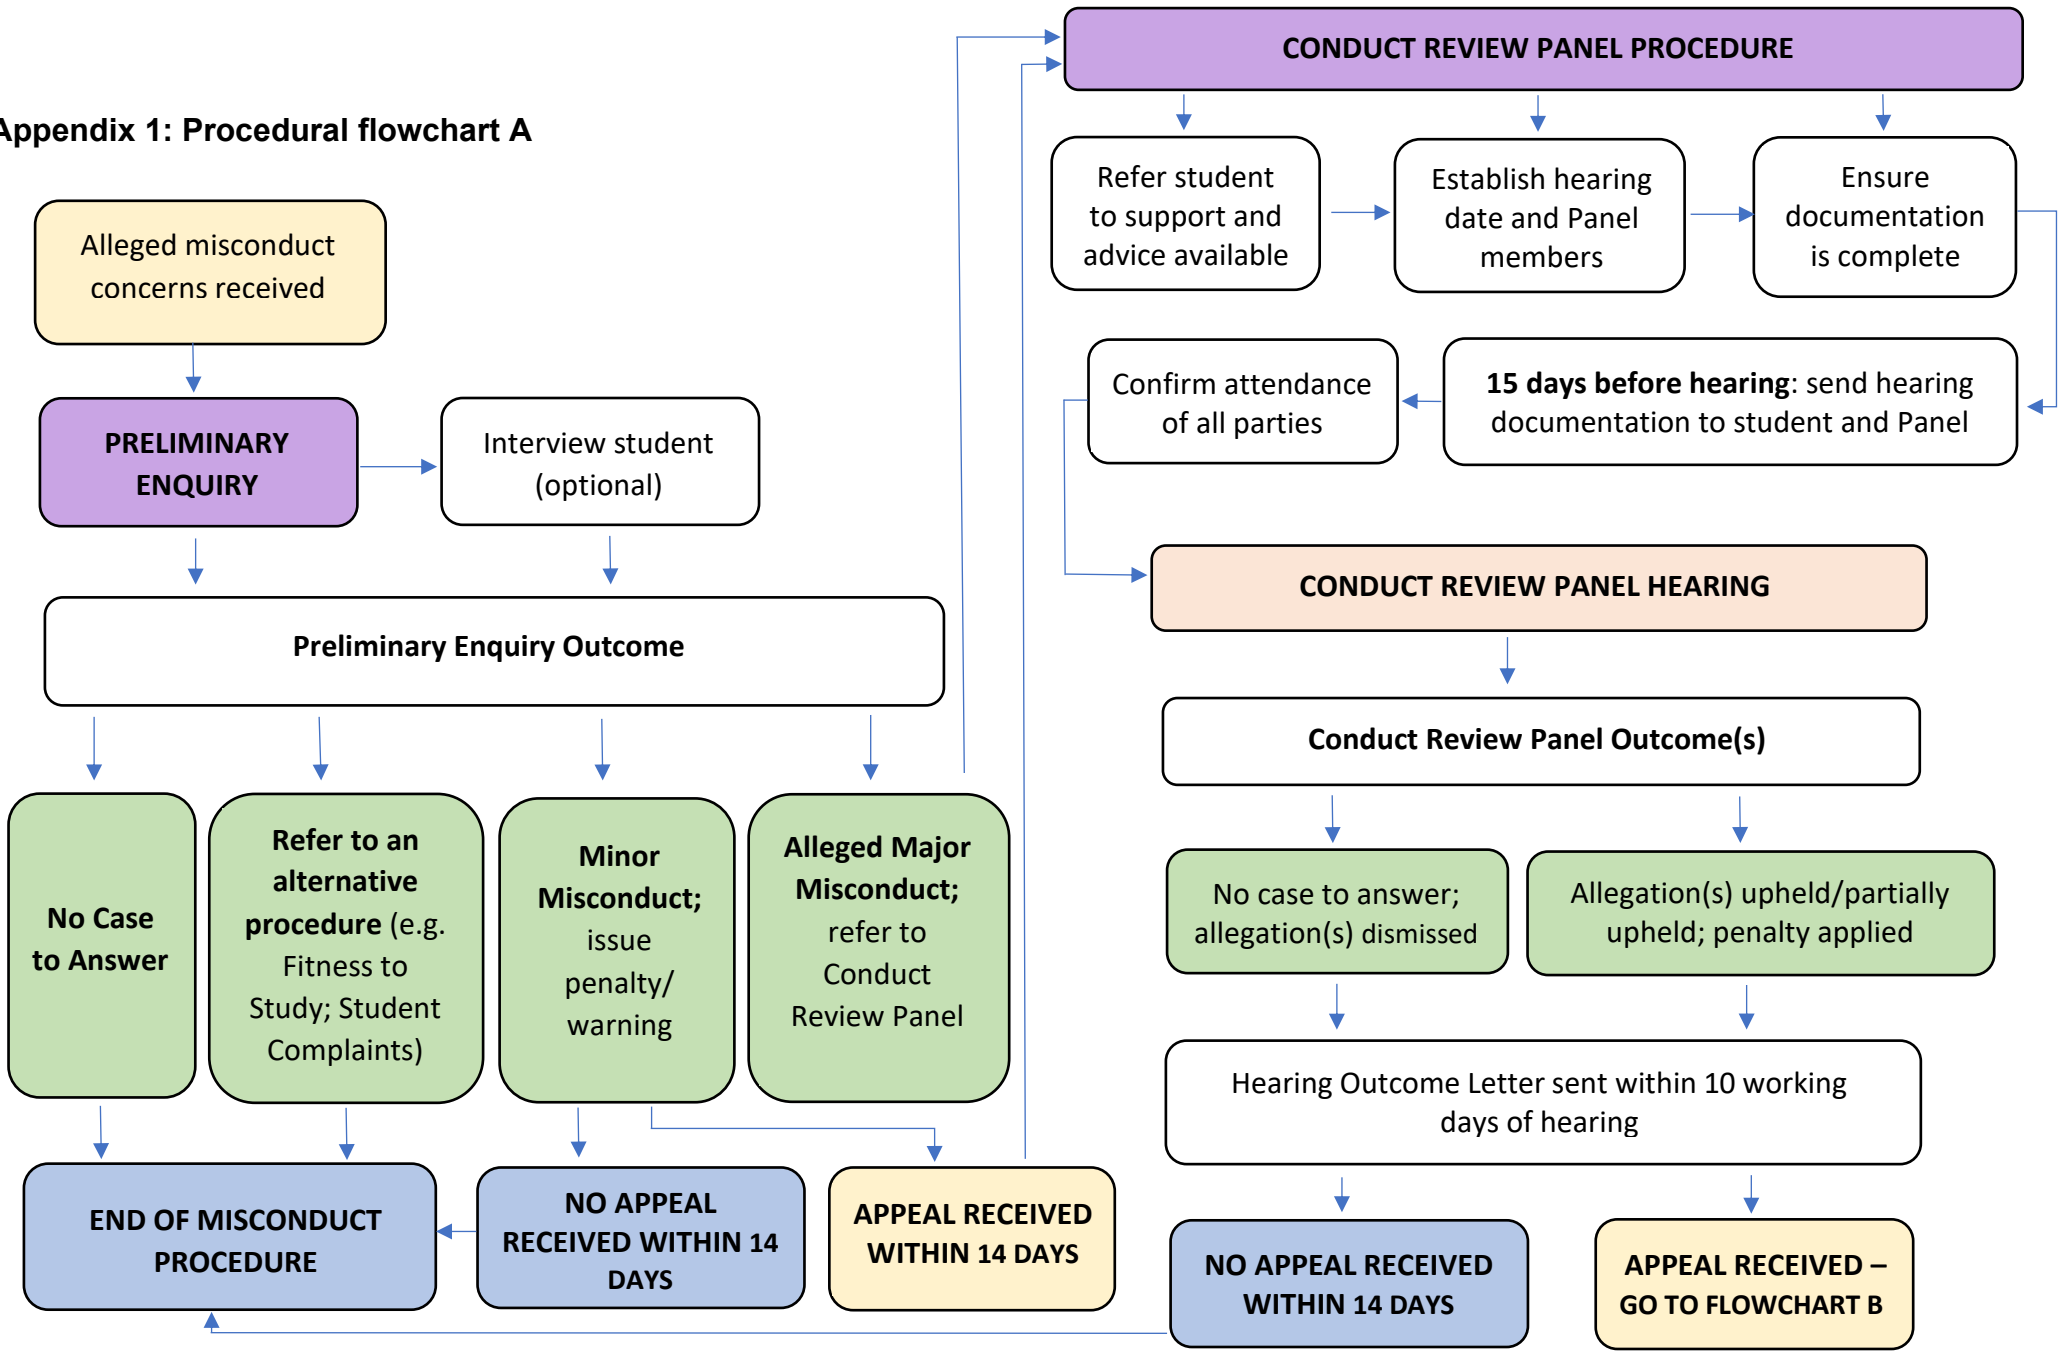 Appendix 1: Procedural flowchart A
Alleged misconduct
concerns received
PRELIMINARY
ENQUIRY
Interview student
(optional)
Preliminary Enquiry Outcome
No Case
to Answer
Refer to an
alternative
procedure (e.g.
Fitness to
Study; Student
Complaints)
Minor
Misconduct;
issue
penalty/
warning
Alleged Major
Misconduct;
refer to
Conduct
Review Panel
END OF MISCONDUCT
PROCEDURE
NO APPEAL
RECEIVED WITHIN 14
DAYS
APPEAL RECEIVED
WITHIN 14 DAYS
CONDUCT REVIEW PANEL PROCEDURE
Refer student
to support and
advice available
Establish hearing
date and Panel
members
Ensure
documentation
is complete
15 days before hearing: send hearing
documentation to student and Panel
Confirm attendance
of all parties
CONDUCT REVIEW PANEL HEARING
Conduct Review Panel Outcome(s)
No case to answer;
allegation(s) dismissed
Allegation(s) upheld/partially
upheld; penalty applied
Hearing Outcome Letter sent within 10 working
days of hearing
NO APPEAL RECEIVED
WITHIN 14 DAYS
APPEAL RECEIVED –
GO TO FLOWCHART B